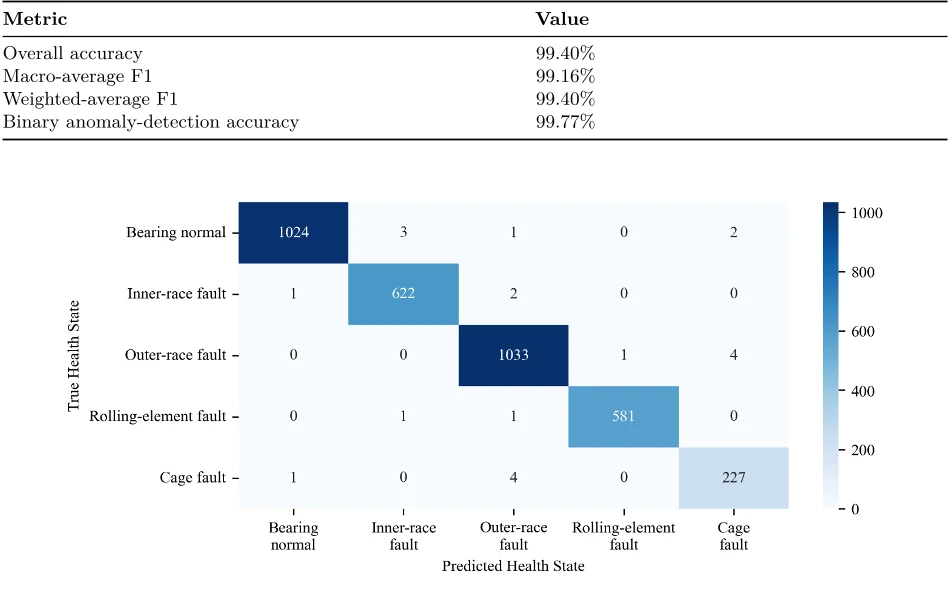 Metric Value
Overall accuracy 99.40%
Macro-average F1 99.16%
Weighted-average F1 99.40%
Binary anomaly-detection accuracy 99.77%
True Health State
Bearing normal 1024 3 1 0 2
Inner-race fault 1 622 2 0 0
Outer-race fault 0 0 1033 1 4
Rolling-element fault 0 1 1 581 0
Cage fault 1 0 4 0 227
Bearing normal
Inner-race fault
Outer-race fault
Rolling-element fault
Cage fault
Predicted Health State
1000
800
600
400
200
0